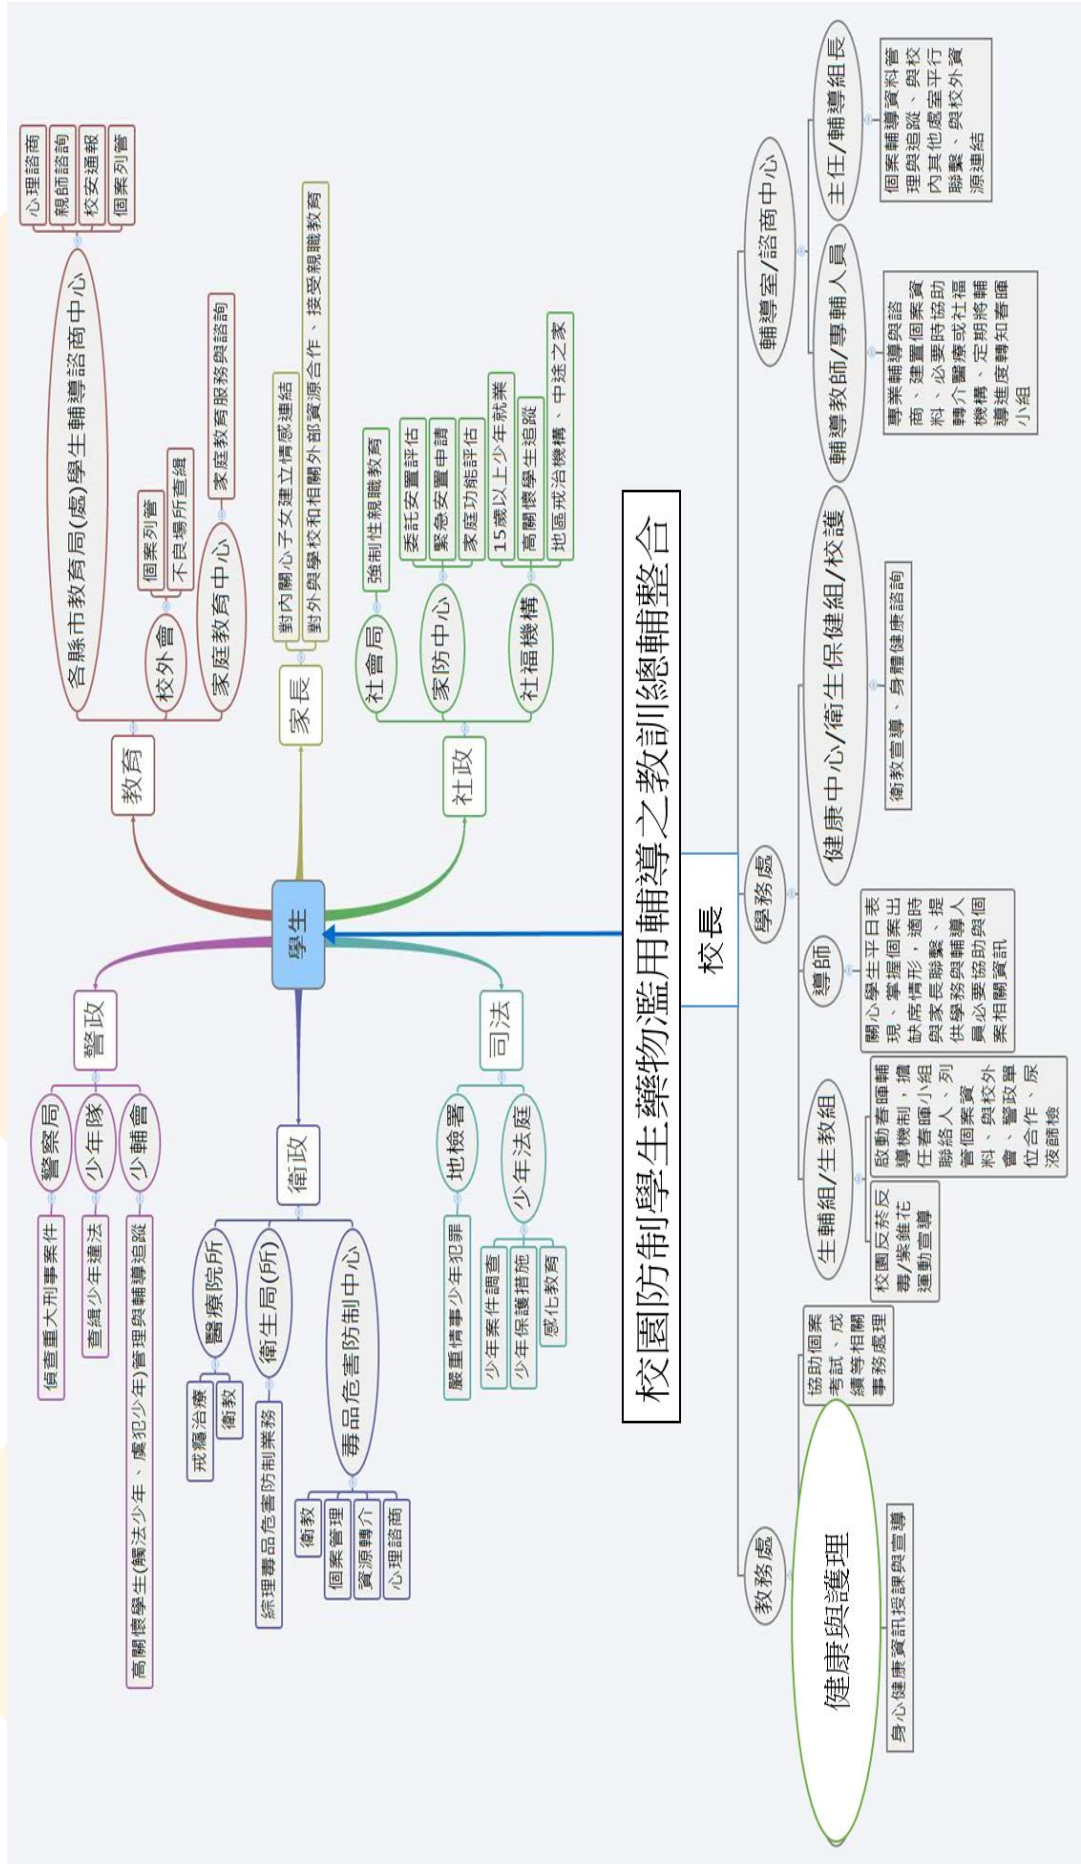 學生
警政
警察局
偵查重大刑事案件
少年隊
查緝少年違法
少輔會
高關懷學生(觸法少年、虞犯少年)管理與輔導追蹤
衛政
醫療院所
戒癮治療
衛教
衛生局(所)
綜理毒品危害防制業務
毒品危害防制中心
衛教
個案管理
資源轉介
心理諮商
司法
地檢署
嚴重情事少年犯罪
少年法庭
少年案件調查
少年保護措施
感化教育
教育
各縣市教育局(處)學生輔導諮商中心
心理諮商
親師諮詢
校安通報
個案列管
校外會
個案列管
不良場所查緝
家庭教育中心
家庭教育服務與諮詢
家長
對內關心子女建立情感連結
對外與學校和相關外部資源合作、接受親職教育
社政
社會局
強制性親職教育
家防中心
委託安置評估
緊急安置申請
家庭功能評估
社福機構
15歲以上少年就業
高關懷學生追蹤
地區戒治機構、中途之家
校園防制學生藥物濫用輔導之教訓總輔整合
校長
教務處
健康與護理
身心健康資訊授課與宣導
協助個案
考試、成
績等相關
事務處理
學務處
生輔組/生教組
校園反菸反
毒/紫錐花
運動宣導
啟動春暉輔
導機制,擔
任春暉小組
聯絡人、列
管個案資
料、與校外
會、警政單
位合作、尿
液篩檢
導師
關心學生平日表
現、掌握個案出
缺席情形,適時
與家長聯繫、提
供學務與輔導人
員必要協助與個
案相關資訊
健康中心/衛生保健組/校護
衛教宣導、身體健康諮詢
輔導室/諮商中心
輔導教師/專輔人員
專業輔導與諮
商、建置個案資
料、必要時協助
轉介醫療或社福
機構、定期將輔
導進度轉知春暉
小組
主任/輔導組長
個案輔導資料管
理與追蹤、與校
內其他處室平行
聯繫、與校外資
源連結